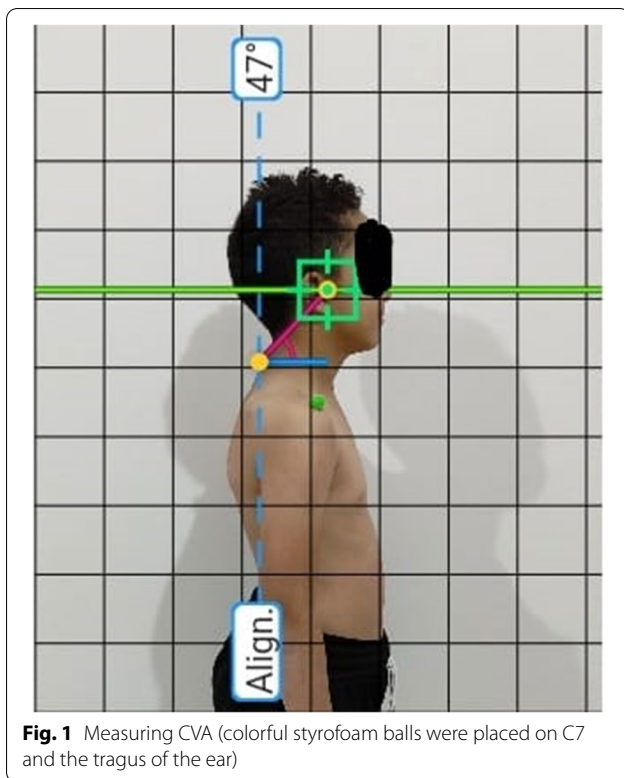 47°
Align.
Fig. 1 Measuring CVA (colorful styrofoam balls were placed on C7
and the tragus of the ear)